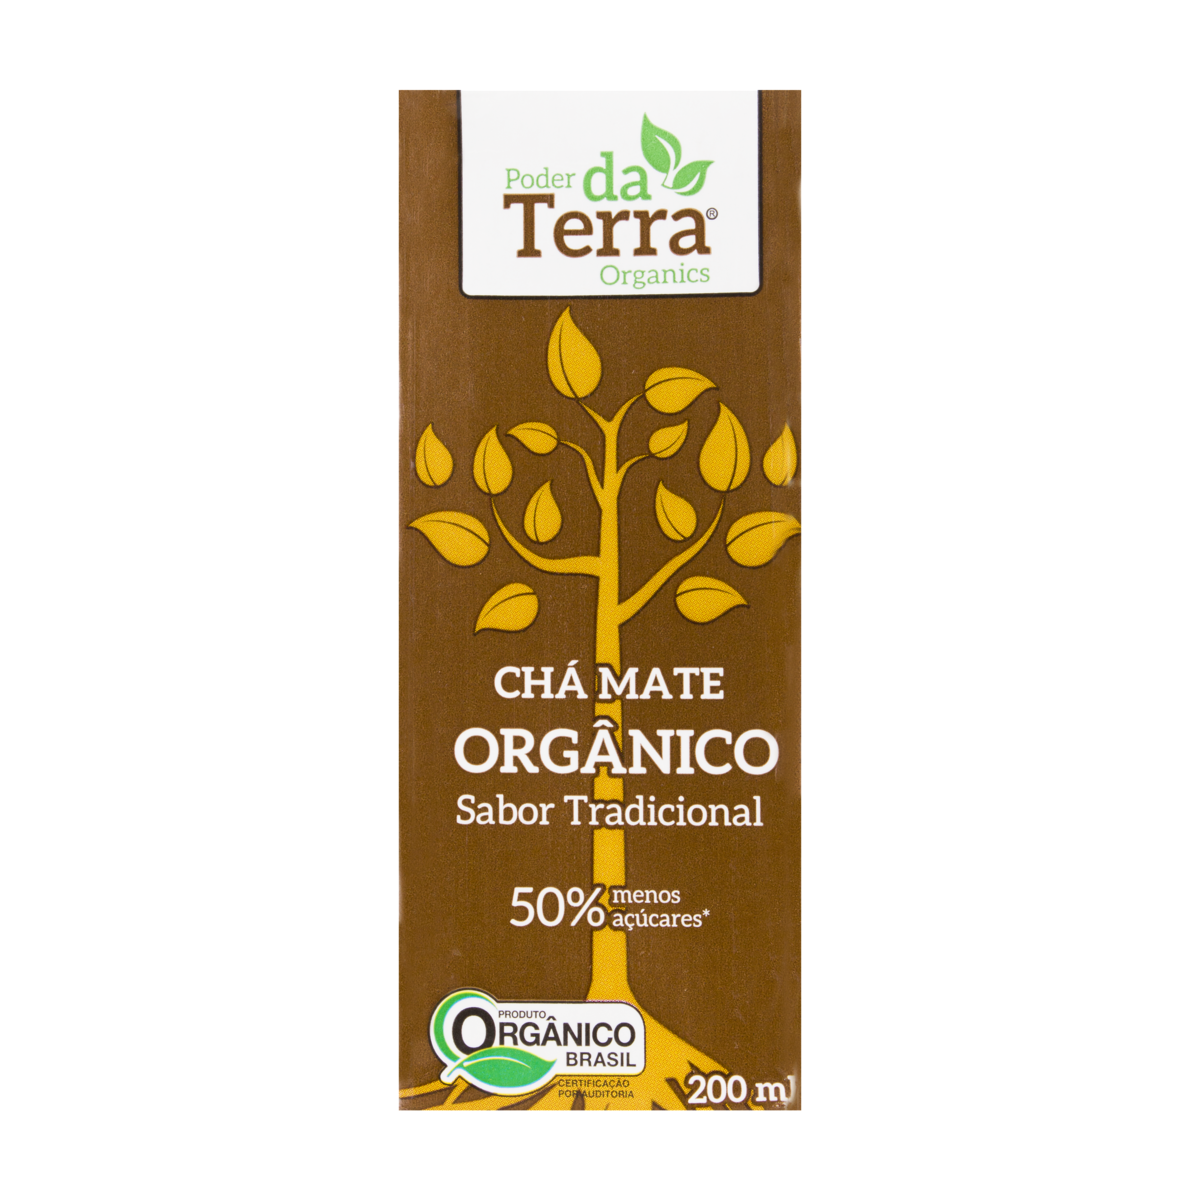 Poder da
Terra®
Organics
CHÁ MATE
ORGÂNICO
Sabor Tradicional
50% menos
açúcares*
PRODUTO
ORGÂNICO
BRASIL
CERTIFICAÇÃO
POR AUDITORIA
200 ml